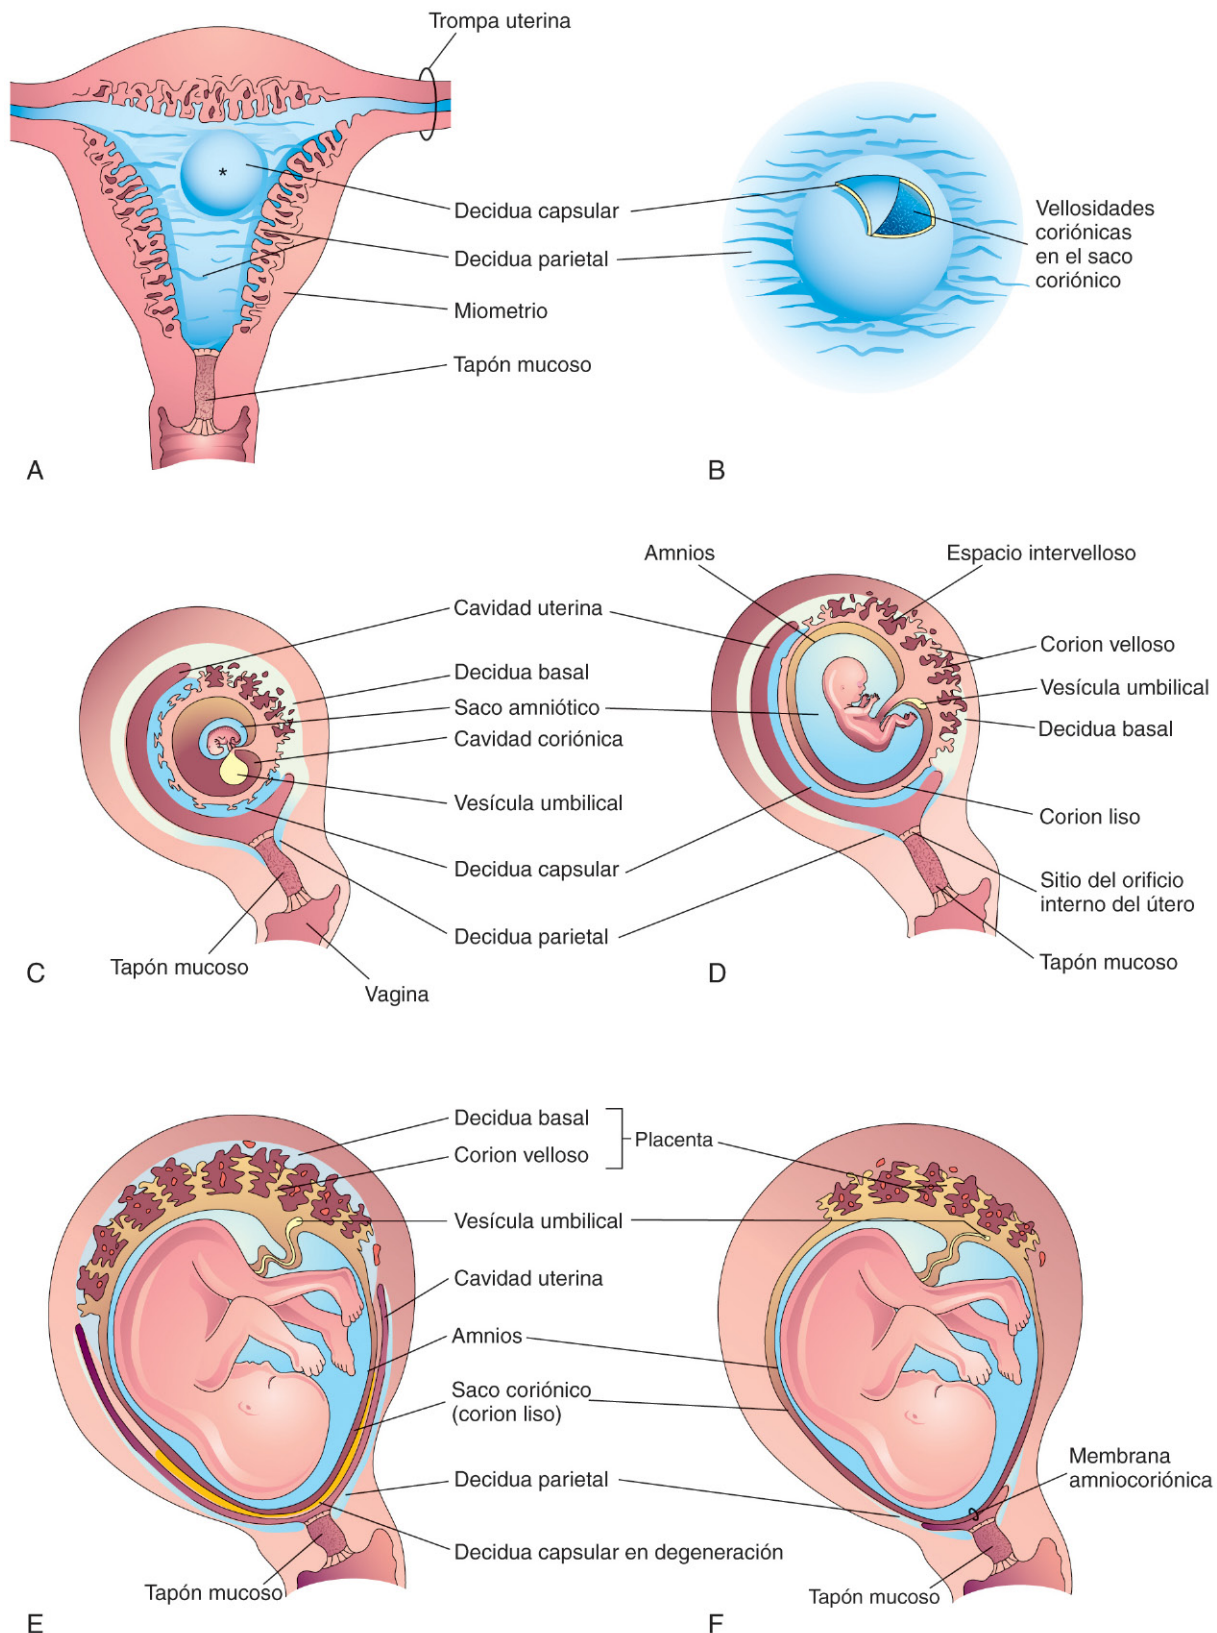 Trompa uterina
*
Decidua capsular
Decidua parietal
Miometrio
Tapón mucoso
A
Vellosidades
coriónicas
en el saco
coriónico
B
Cavidad uterina
Decidua basal
Saco amniótico
Cavidad coriónica
Vesícula umbilical
Decidua capsular
Decidua parietal
Tapón mucoso
Vagina
C
Amnios
Espacio intervelloso
Corion velloso
Vesícula umbilical
Decidua basal
Corion liso
Sitio del orificio
interno del útero
Tapón mucoso
D
Decidua basal
Corion velloso
Placenta
Vesícula umbilical
Cavidad uterina
Amnios
Saco coriónico
(corion liso)
Decidua parietal
Decidua capsular en degeneración
Tapón mucoso
E
Membrana
amniocoriónica
Tapón mucoso
F